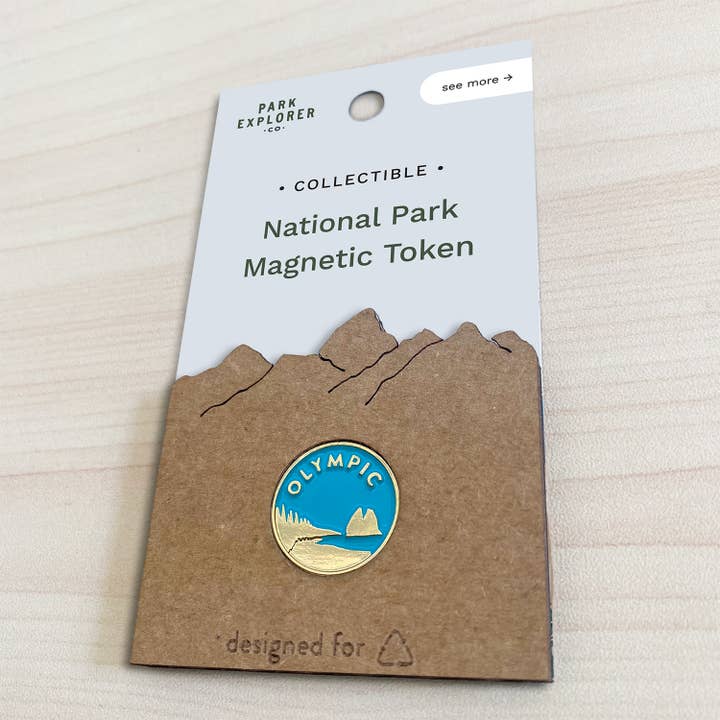 PARK
EXPLORER
·CO·
see more →
• COLLECTIBLE •
National Park
Magnetic Token
OLYMPIC
designed for